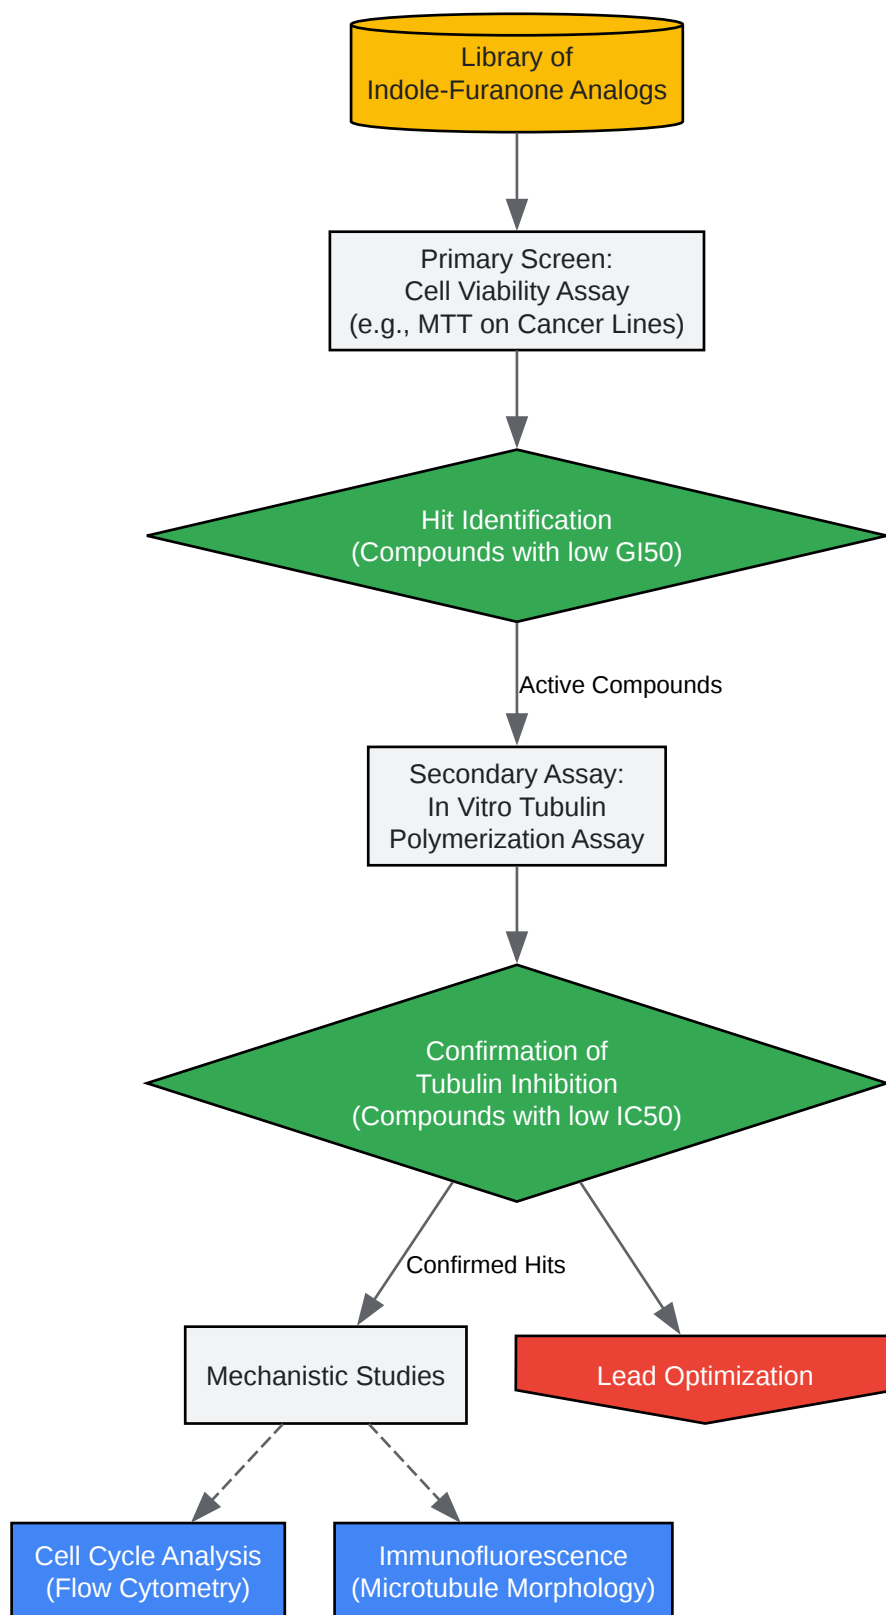 Library of
Indole-Furanone Analogs
Primary Screen:
Cell Viability Assay
(e.g., MTT on Cancer Lines)
Hit Identification
(Compounds with low GI50)
Active Compounds
Secondary Assay:
In Vitro Tubulin
Polymerization Assay
Confirmation of
Tubulin Inhibition
(Compounds with low IC50)
Confirmed Hits
Mechanistic Studies
Lead Optimization
Cell Cycle Analysis
(Flow Cytometry)
Immunofluorescence
(Microtubule Morphology)